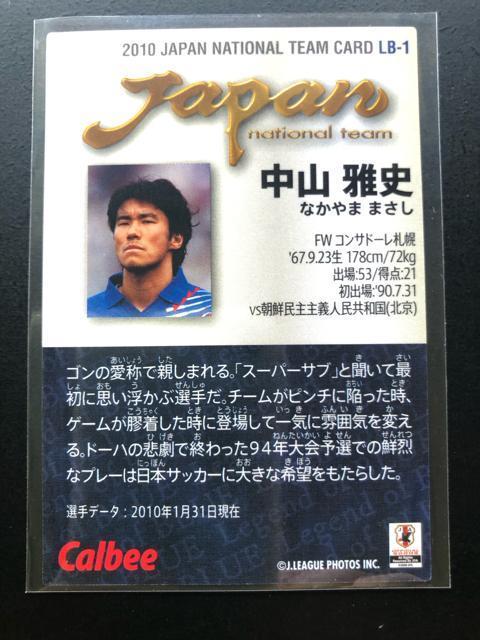 2010 JAPAN NATIONAL TEAM CARD LB-1
Japan
national team
中山 雅史
なかやま まさし
FW コンサドーレ札幌
'67.9.23生 178cm/72kg
出場:53/得点:21
初出場:'90.7.31
vs朝鮮民主主義人民共和国(北京)
ゴンの愛称で親しまれる。「スーパーサブ」と聞いて最
初に思い浮かぶ選手だ。チームがピンチに陥った時、
ゲームが膠着した時に登場して一気に雰囲気を変え
る。ドーハの悲劇で終わった94年大会予選での鮮烈
なプレーは日本サッカーに大きな希望をもたらした。
選手データ:2010年1月31日現在
Calbee
©J.LEAGUE PHOTOS INC.